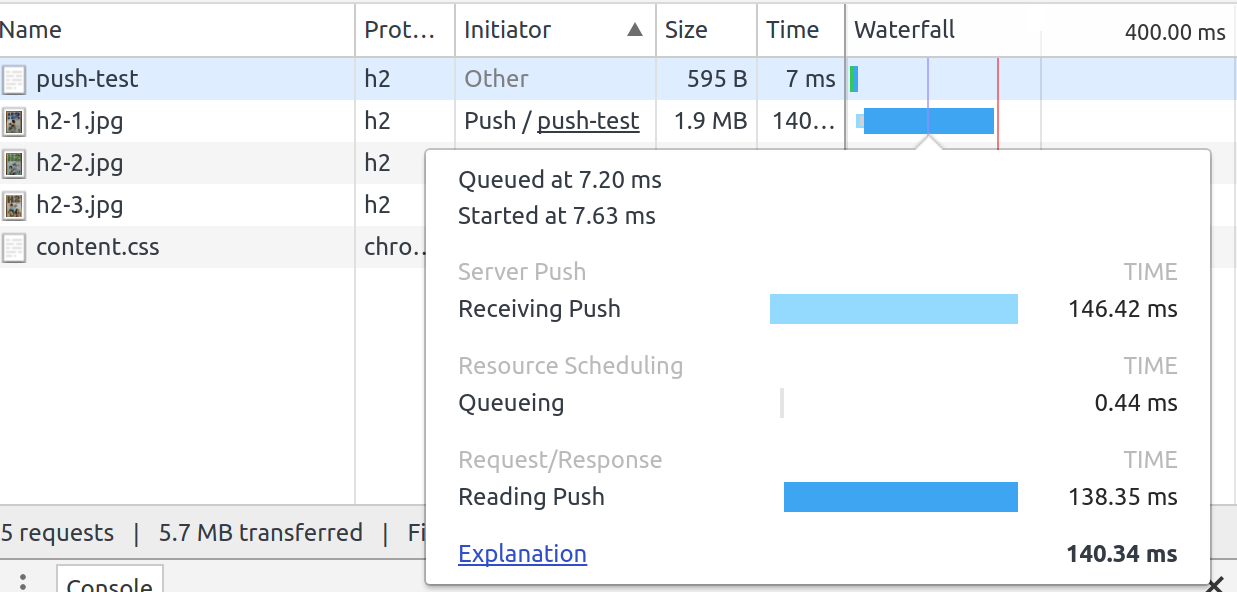 Name Prot... Initiator ▲ Size Time Waterfall 400.00 ms
push-test h2 Other 595 B 7 ms
h2-1.jpg h2 Push / push-test 1.9 MB 140...
h2-2.jpg h2
h2-3.jpg h2
content.css chro...
Queued at 7.20 ms
Started at 7.63 ms
Server Push TIME
Receiving Push 146.42 ms
Resource Scheduling TIME
Queueing 0.44 ms
Request/Response TIME
Reading Push 138.35 ms
Explanation 140.34 ms
5 requests | 5.7 MB transferred | Fi
Console